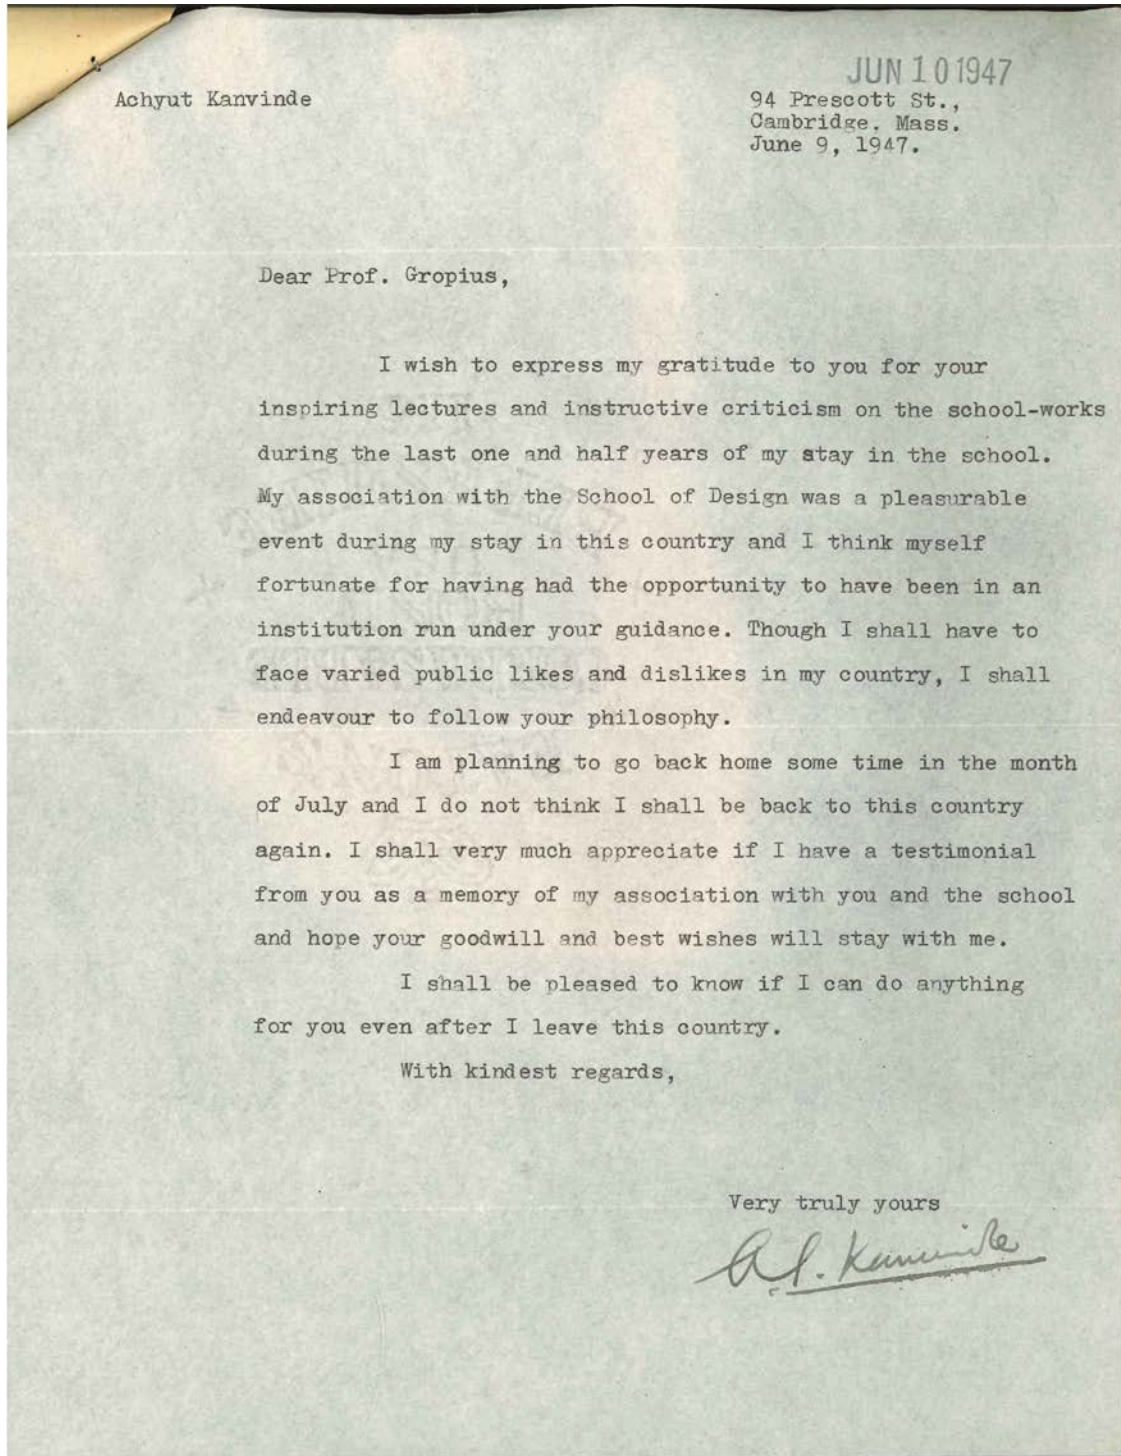 JUN 10 1947
Achyut Kanvinde
94 Prescott St.,
Cambridge. Mass.
June 9, 1947.
Dear Prof. Gropius,
I wish to express my gratitude to you for your
inspiring lectures and instructive criticism on the school-works
during the last one and half years of my stay in the school.
My association with the School of Design was a pleasurable
event during my stay in this country and I think myself
fortunate for having had the opportunity to have been in an
institution run under your guidance. Though I shall have to
face varied public likes and dislikes in my country, I shall
endeavour to follow your philosophy.
I am planning to go back home some time in the month
of July and I do not think I shall be back to this country
again. I shall very much appreciate if I have a testimonial
from you as a memory of my association with you and the school
and hope your goodwill and best wishes will stay with me.
I shall be pleased to know if I can do anything
for you even after I leave this country.
With kindest regards,
Very truly yours
A.P. Kanvinde